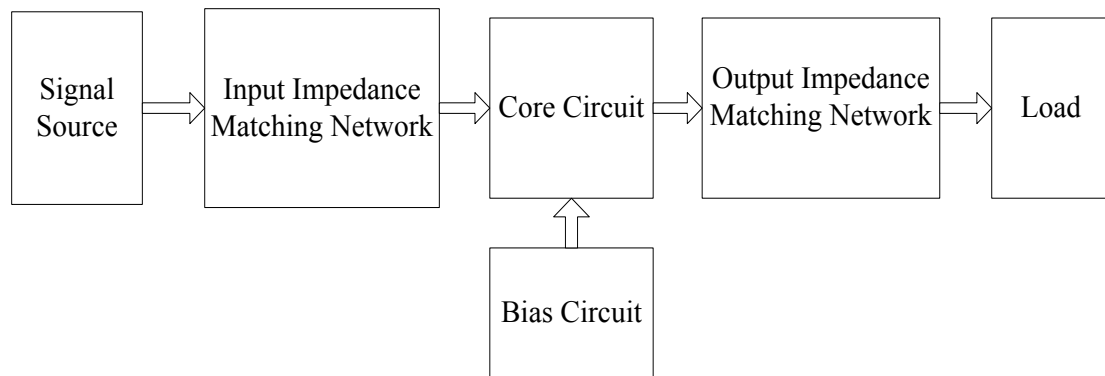 Signal
Source
Input Impedance
Matching Network
Core Circuit
Output Impedance
Matching Network
Load
Bias Circuit